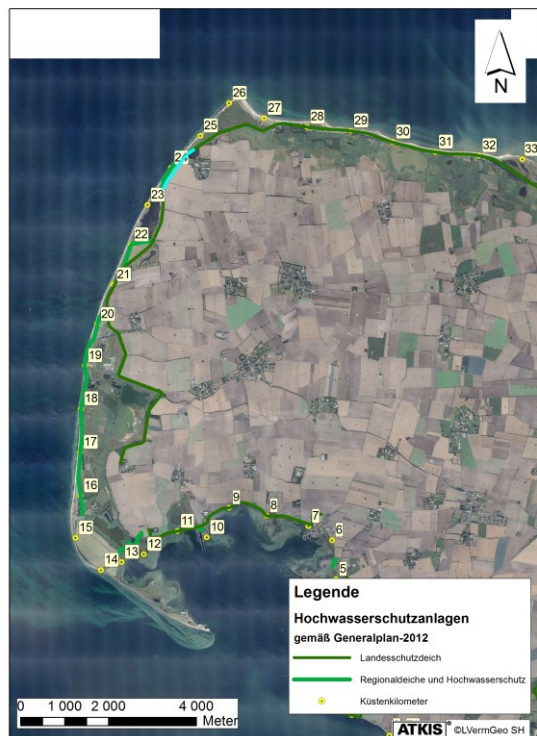 N
26
27
25
28
29
30
31
32
33
24
23
22
21
20
19
18
17
16
15
14
13
12
11
10
9
8
7
6
5
Legende
Hochwasserschutzanlagen
gemäß Generalplan-2012
Landesschutzdeich
Regionaldeiche und Hochwasserschutz
Küstenkilometer
1 000 0 2 000 4 000
Meter
ATKIS ©LVermGeo SH